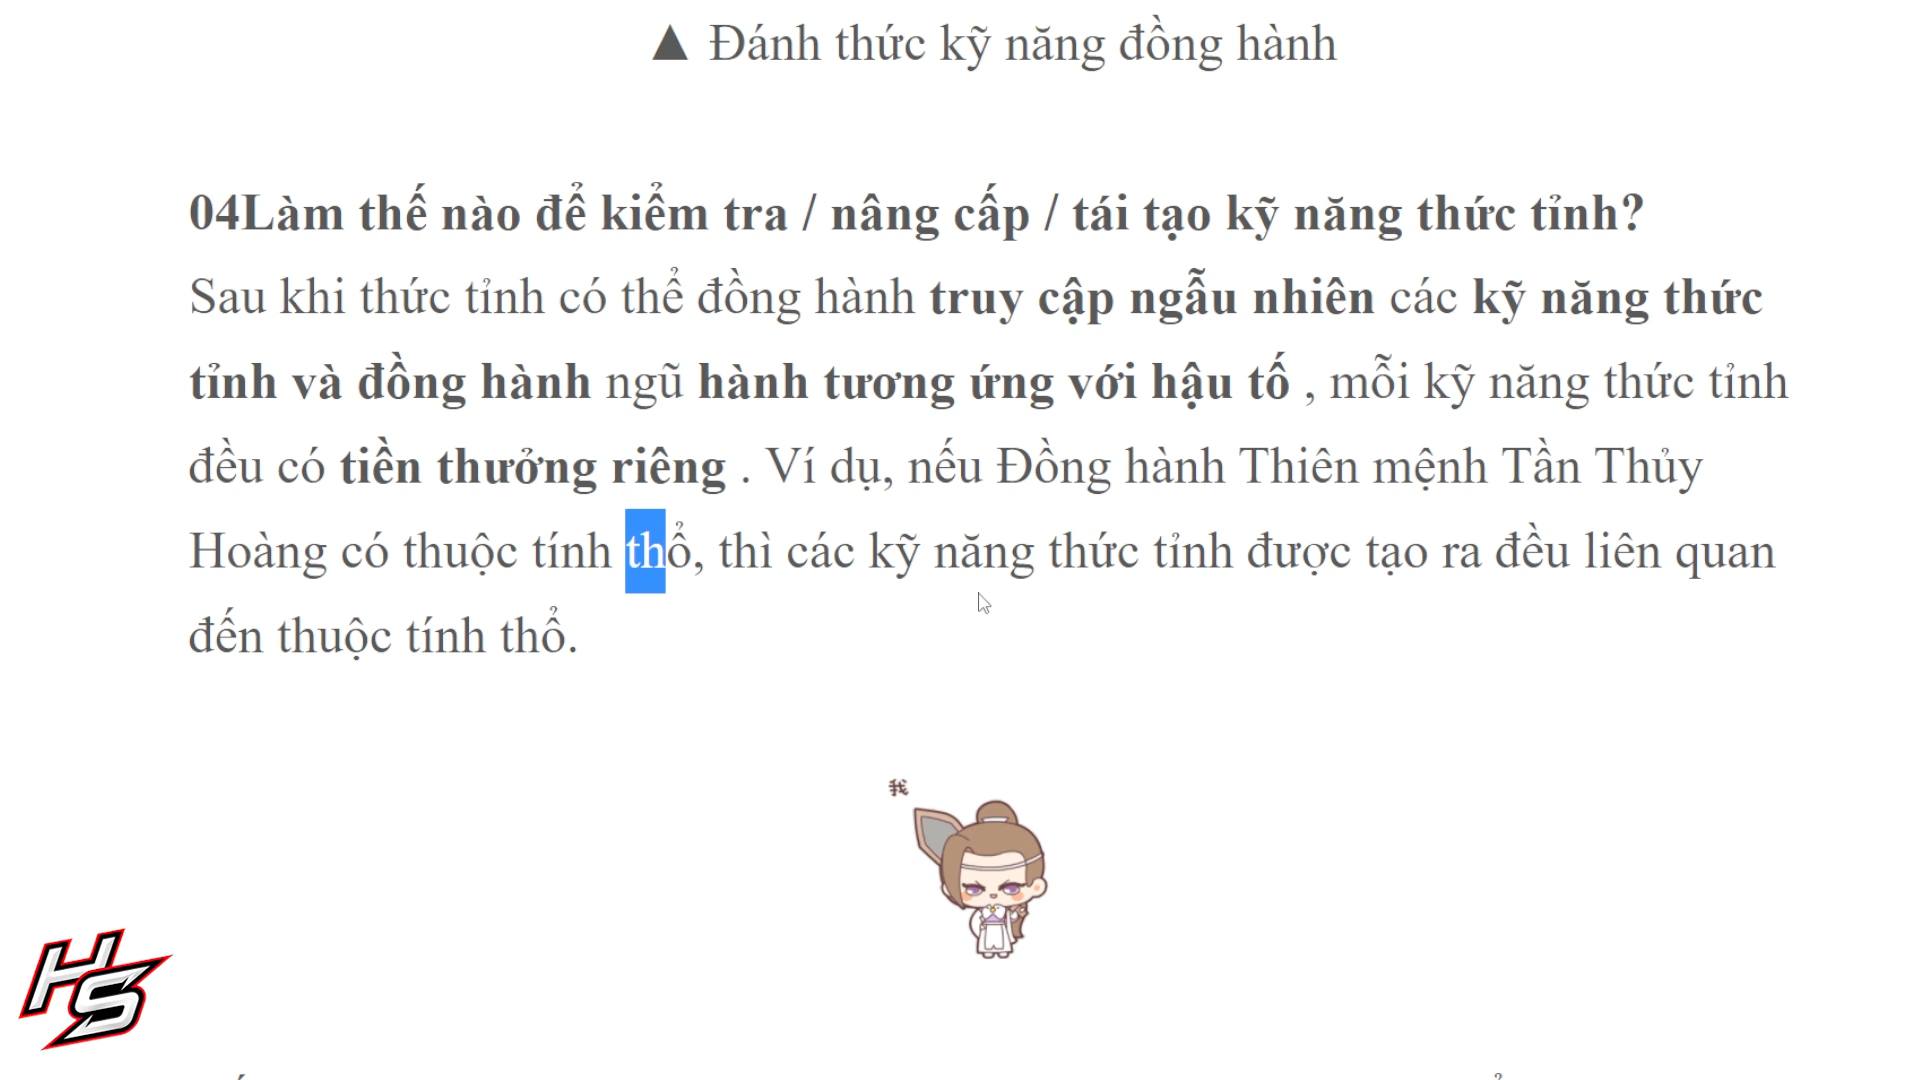 ▲ Đánh thức kỹ năng đồng hành
04Làm thế nào để kiểm tra / nâng cấp / tái tạo kỹ năng thức tỉnh?
Sau khi thức tỉnh có thể đồng hành truy cập ngẫu nhiên các kỹ năng thức
tỉnh và đồng hành ngũ hành tương ứng với hậu tố , mỗi kỹ năng thức tỉnh
đều có tiền thưởng riêng . Ví dụ, nếu Đồng hành Thiên mệnh Tần Thủy
Hoàng có thuộc tính thổ, thì các kỹ năng thức tỉnh được tạo ra đều liên quan
đến thuộc tính thổ.
我
HS